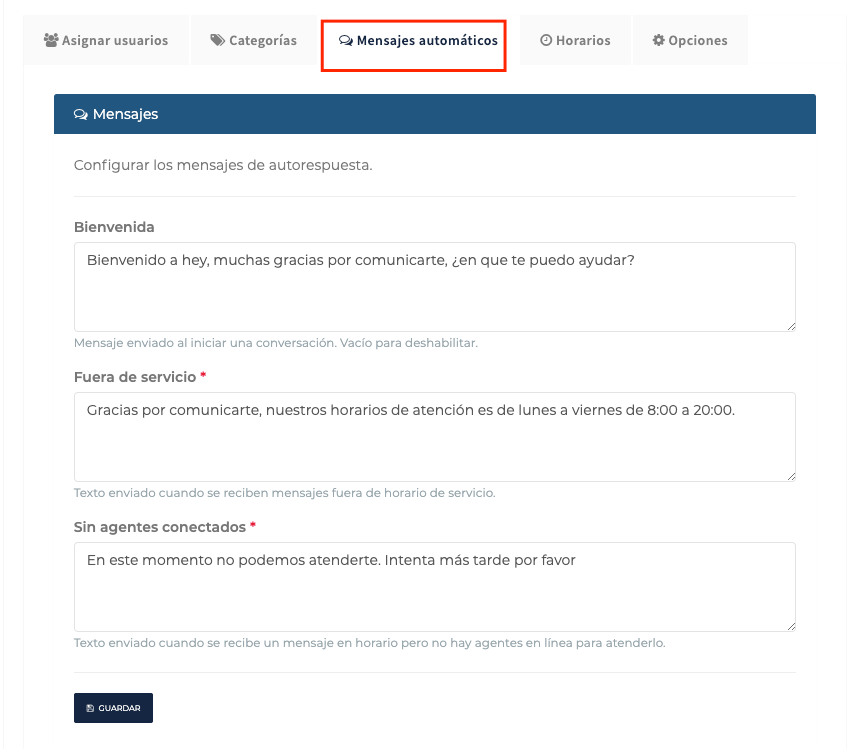 Asignar usuarios
Categorías
Mensajes automáticos
Horarios
Opciones
Mensajes
Configurar los mensajes de autorespuesta.
Bienvenida
Bienvenido a hey, muchas gracias por comunicarte, ¿en que te puedo ayudar?
Mensaje enviado al iniciar una conversación. Vacío para deshabilitar.
Fuera de servicio *
Gracias por comunicarte, nuestros horarios de atención es de lunes a viernes de 8:00 a 20:00.
Texto enviado cuando se reciben mensajes fuera de horario de servicio.
Sin agentes conectados *
En este momento no podemos atenderte. Intenta más tarde por favor
Texto enviado cuando se recibe un mensaje en horario pero no hay agentes en línea para atenderlo.
GUARDAR